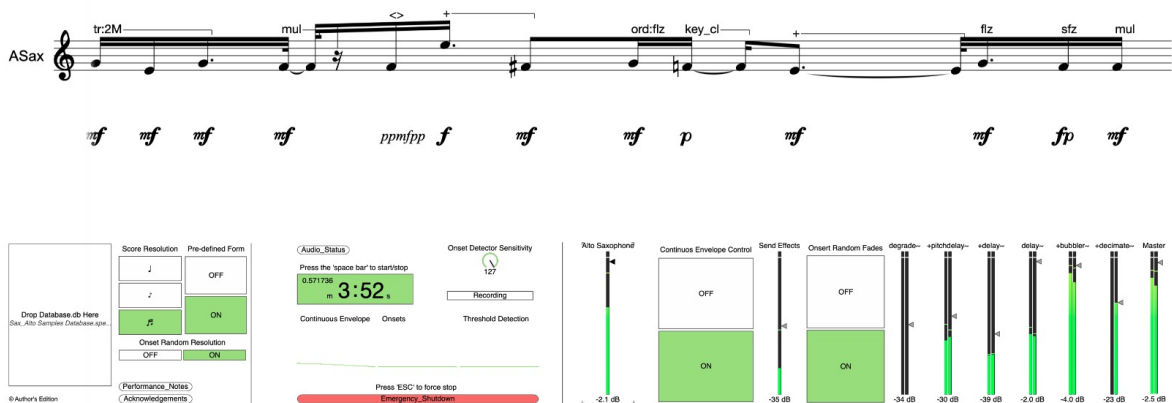 <>
+
tr:2M
mul
ord:flz
key_cl
+
flz
sfz
mul
ASax
mf
mf
mf
mf
ppmfpp
f
mf
mf
p
mf
mf
fp
mf
Drop Database.db Here
Sax_Alto Samples Database.spe...
© Author's Edition
Score Resolution
Pre-defined Form
OFF
ON
Onset Random Resolution
OFF
ON
Performance_Notes
Acknowledgements
Audio_Status
Press the 'space bar' to start/stop
0.571736
m 3:52 s
Onset Detector Sensitivity
127
Recording
Continuous Envelope
Onsets
Threshold Detection
Press 'ESC' to force stop
Emergency_Shutdown
Alto Saxophone
-2.1 dB
Continuos Envelope Control
OFF
ON
Send Effects
-35 dB
Onsert Random Fades
OFF
ON
degrade~
-34 dB
+pitchdelay~
-30 dB
+delay~
-39 dB
delay~
-2.0 dB
+bubbler~
-4.0 dB
+decimate~
-23 dB
Master
-2.5 dB